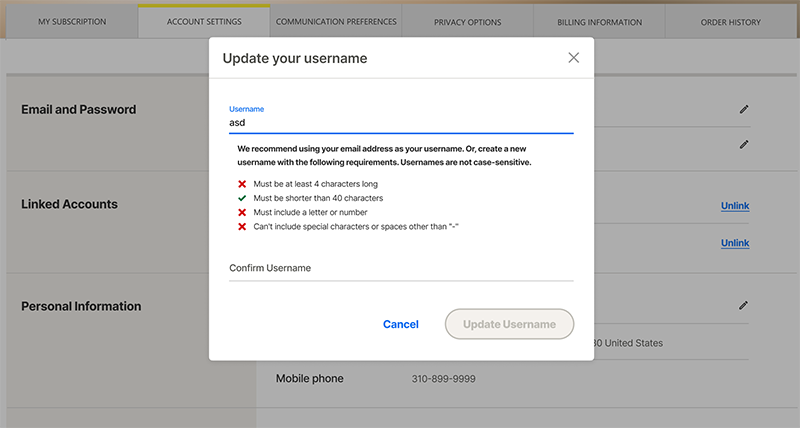 MY SUBSCRIPTION
ACCOUNT SETTINGS
COMMUNICATION PREFERENCES
PRIVACY OPTIONS
BILLING INFORMATION
ORDER HISTORY
Update your username
Email and Password
Username
asd
We recommend using your email address as your username. Or, create a new
username with the following requirements. Usernames are not case-sensitive.
Must be at least 4 characters long
Must be shorter than 40 characters
Must include a letter or number
Can't include special characters or spaces other than "-"
Linked Accounts
Unlink
Unlink
Confirm Username
Personal Information
Cancel
Update Username
30 United States
Mobile phone
310-899-9999